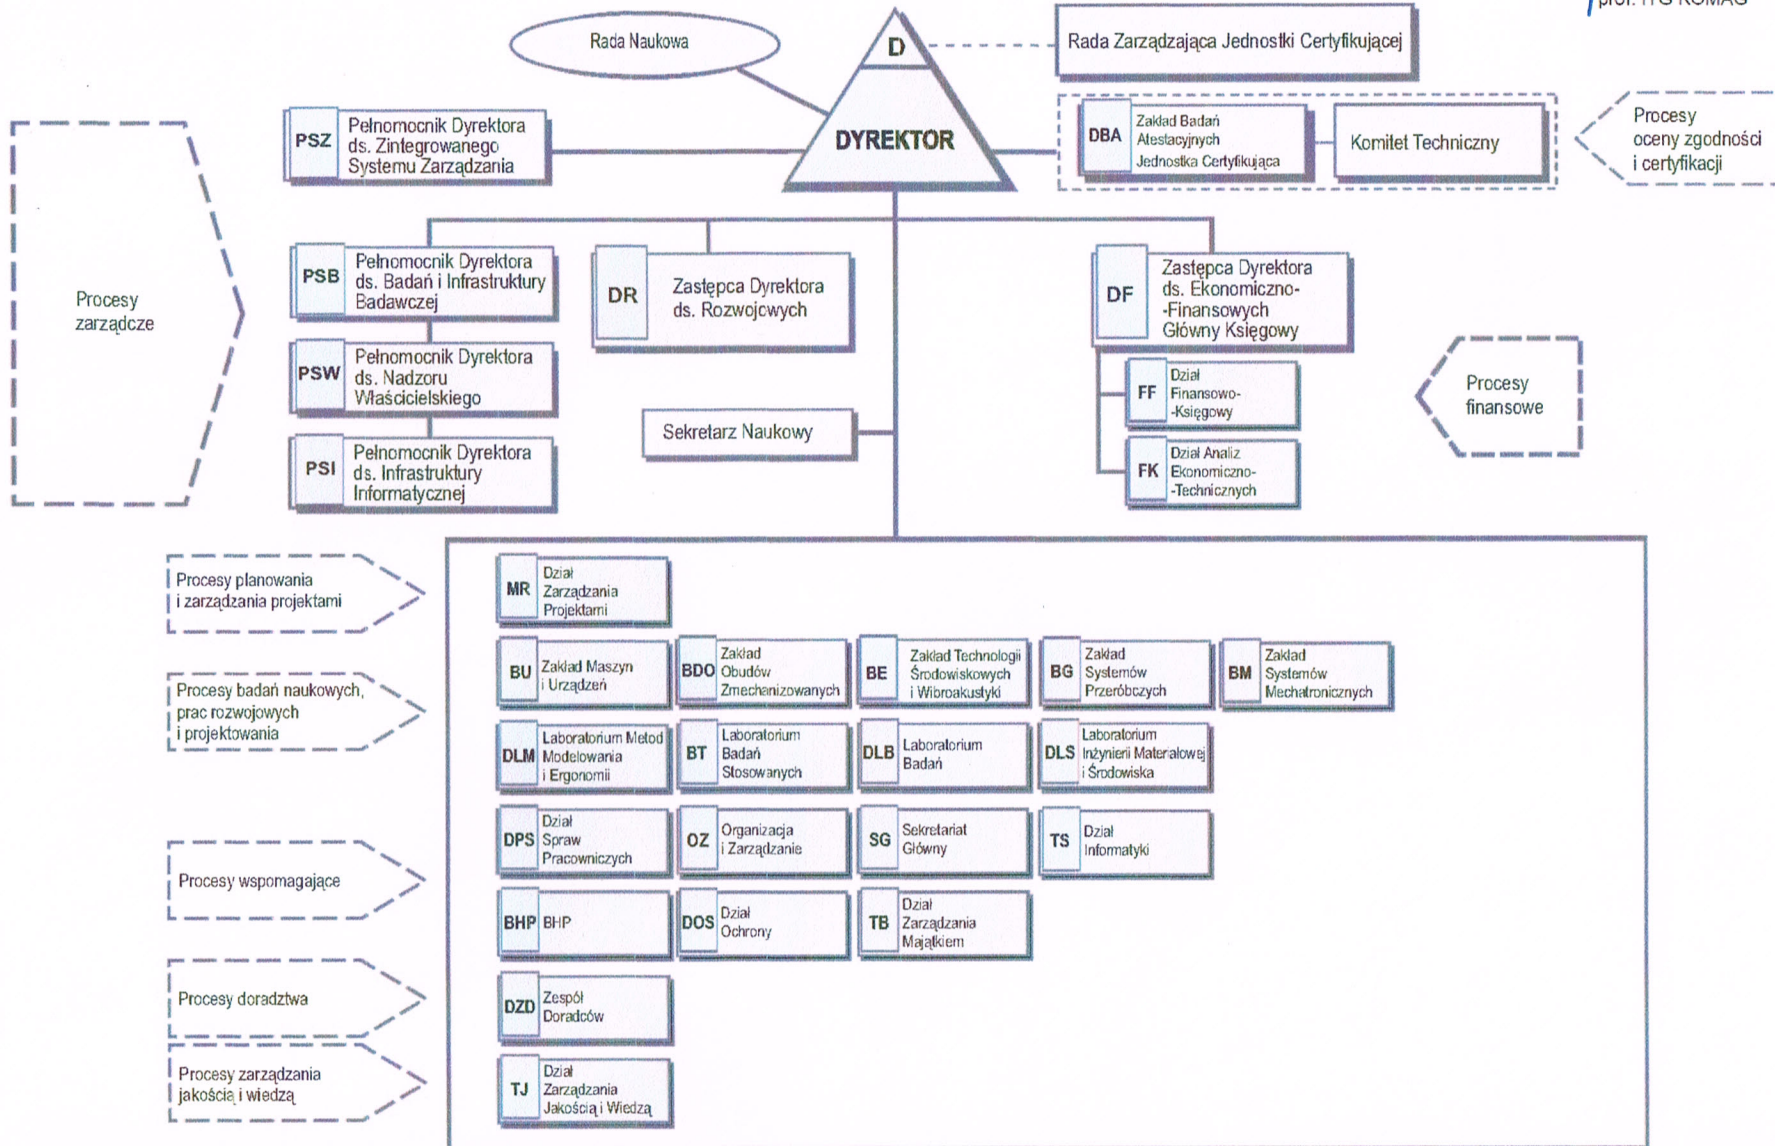 prof. ITG KOMAG
Rada Naukowa
D
DYREKTOR
Rada Zarządzająca Jednostki Certyfikującej
PSZ
Pełnomocnik Dyrektora
ds. Zintegrowanego
Systemu Zarządzania
DBA
Zakład Badań
Atestacyjnych
Jednostka Certyfikująca
Komitet Techniczny
Procesy
oceny zgodności
i certyfikacji
Procesy
zarządcze
PSB
Pełnomocnik Dyrektora
ds. Badań i Infrastruktury
Badawczej
DR
Zastępca Dyrektora
ds. Rozwojowych
DF
Zastępca Dyrektora
ds. Ekonomiczno-
-Finansowych
Główny Księgowy
PSW
Pełnomocnik Dyrektora
ds. Nadzoru
Właścicielskiego
FF
Dział
Finansowo-
-Księgowy
Procesy
finansowe
Sekretarz Naukowy
PSI
Pełnomocnik Dyrektora
ds. Infrastruktury
Informatycznej
FK
Dział Analiz
Ekonomiczno-
-Technicznych
Procesy planowania
i zarządzania projektami
MR
Dział
Zarządzania
Projektami
Procesy badań naukowych,
prac rozwojowych
i projektowania
BU
Zakład Maszyn
i Urządzeń
BDO
Zakład
Obudów
Zmechanizowanych
BE
Zakład Technologii
Środowiskowych
i Wibroakustyki
BG
Zakład
Systemów
Przeróbczych
BM
Zakład
Systemów
Mechatronicznych
DLM
Laboratorium Metod
Modelowania
i Ergonomii
BT
Laboratorium
Badań
Stosowanych
DLB
Laboratorium
Badań
DLS
Laboratorium
Inżynierii Materiałowej
i Środowiska
Procesy wspomagające
DPS
Dział
Spraw
Pracowniczych
OZ
Organizacja
i Zarządzanie
SG
Sekretariat
Główny
TS
Dział
Informatyki
BHP
BHP
DOS
Dział
Ochrony
TB
Dział
Zarządzania
Majątkiem
Procesy doradztwa
DZD
Zespół
Doradców
Procesy zarządzania
jakością i wiedzą
TJ
Dział
Zarządzania
Jakością i Wiedzą